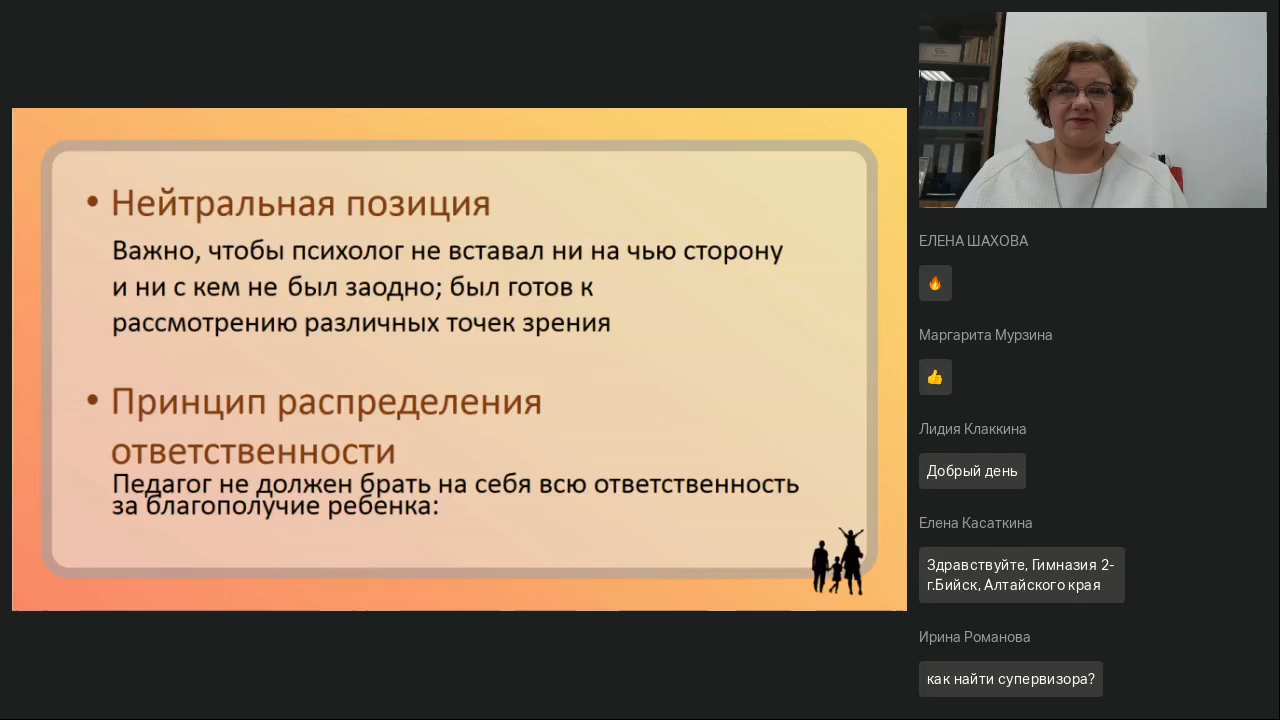 • Нейтральная позиция
Важно, чтобы психолог не вставал ни на чью сторону
и ни с кем не был заодно; был готов к
рассмотрению различных точек зрения
• Принцип распределения
ответственности
Педагог не должен брать на себя всю ответственность
за благополучие ребенка:
ЕЛЕНА ШАХОВА
🔥
Маргарита Мурзина
👍
Лидия Клаккина
Добрый день
Елена Касаткина
Здравствуйте, Гимназия 2-
г.Бийск, Алтайского края
Ирина Романова
как найти супервизора?